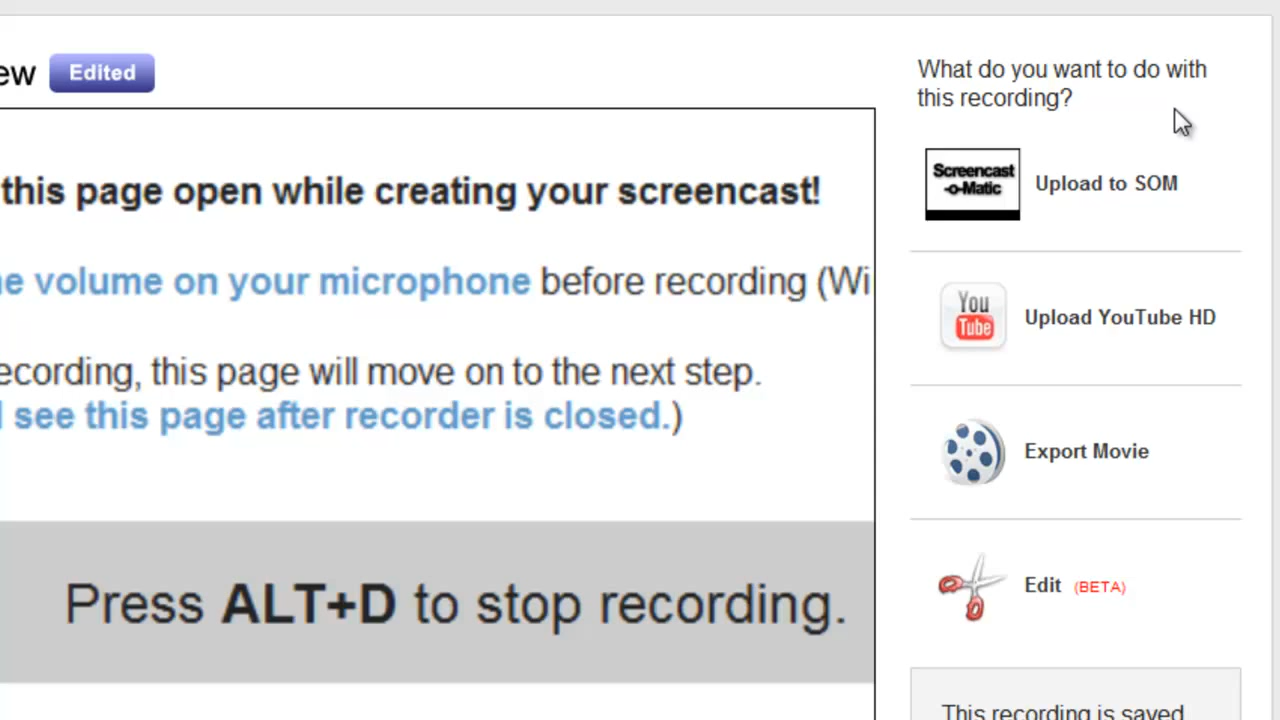 ew Edited
this page open while creating your screencast!
e volume on your microphone before recording (Wi
ecording, this page will move on to the next step.
see this page after recorder is closed.)
Press ALT+D to stop recording.
What do you want to do with
this recording?
Screencast
-o-Matic
Upload to SOM
You
Tube
Upload YouTube HD
Export Movie
Edit (BETA)
This recording is saved